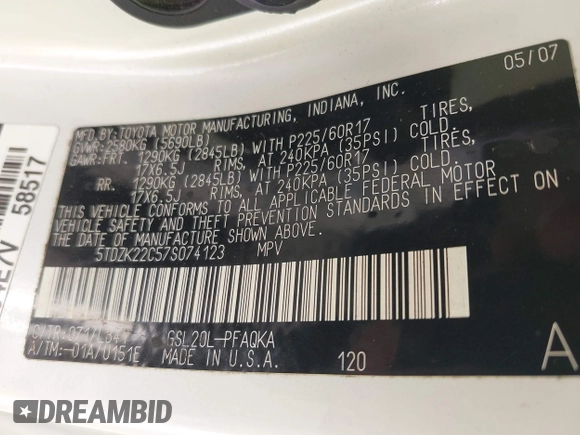 05/07
MFD. BY: TOYOTA MOTOR MANUFACTURING, INDIANA, INC.
GVWR: 2580KG (5690LB)
GAWR: FRT. 1290KG (2845LB) WITH P225/60R17 TIRES,
17X6.5J RIMS, AT 240KPA (35PSI) COLD.
RR. 1290KG (2845LB) WITH P225/60R17 TIRES,
17X6.5J RIMS, AT 240KPA (35PSI) COLD.
THIS VEHICLE CONFORMS TO ALL APPLICABLE FEDERAL MOTOR
VEHICLE SAFETY AND THEFT PREVENTION STANDARDS IN EFFECT ON
THE DATE OF MANUFACTURE SHOWN ABOVE.
5TDZK22C57S074123 MPV
GSL20L-PFAQKA
A/TM:-01A/U151E MADE IN U.S.A. 120 A
58517
DREAMBID